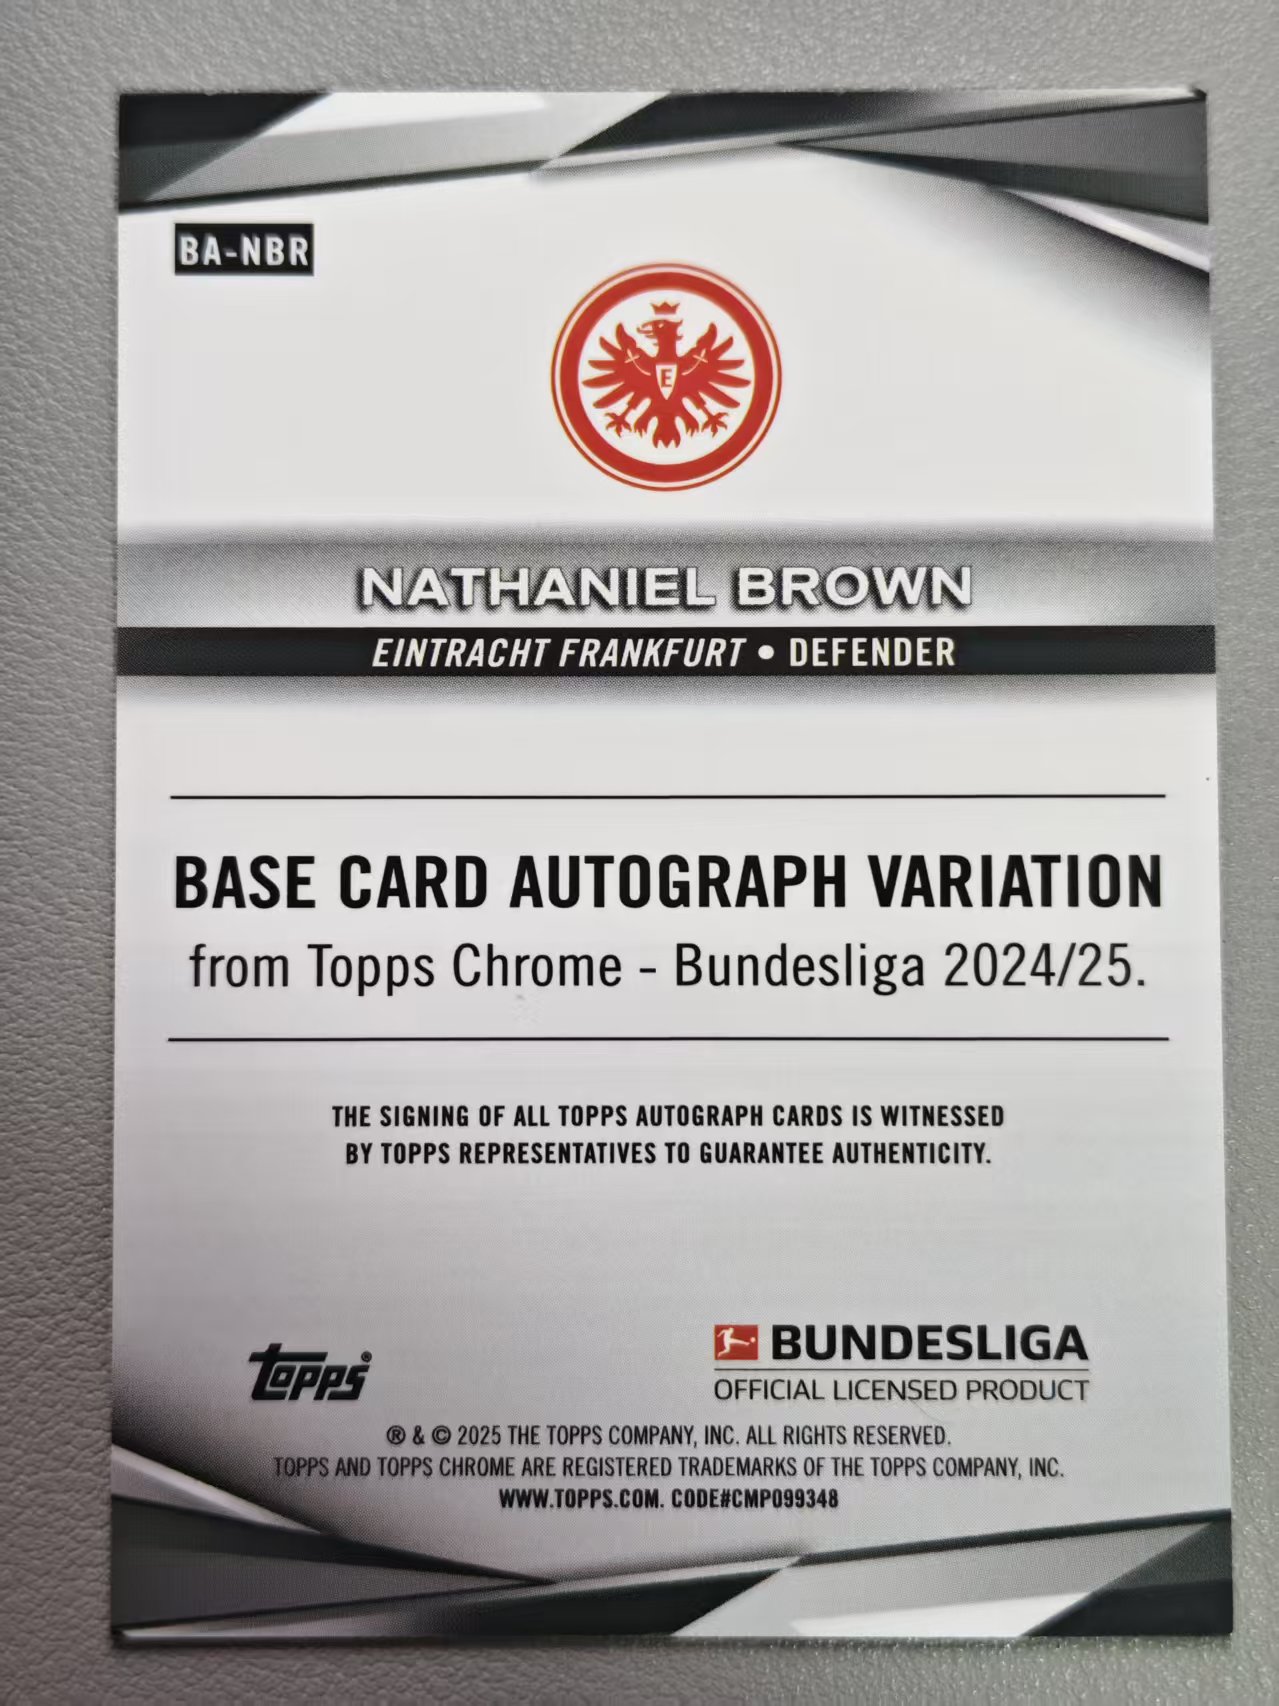 BA-NBR
E
NATHANIEL BROWN
EINTRACHT FRANKFURT • DEFENDER
BASE CARD AUTOGRAPH VARIATION
from Topps Chrome - Bundesliga 2024/25.
THE SIGNING OF ALL TOPPS AUTOGRAPH CARDS IS WITNESSED
BY TOPPS REPRESENTATIVES TO GUARANTEE AUTHENTICITY.
TOPPS®
BUNDESLIGA
OFFICIAL LICENSED PRODUCT
® & © 2025 THE TOPPS COMPANY, INC. ALL RIGHTS RESERVED.
TOPPS AND TOPPS CHROME ARE REGISTERED TRADEMARKS OF THE TOPPS COMPANY, INC.
WWW.TOPPS.COM. CODE#CMP099348